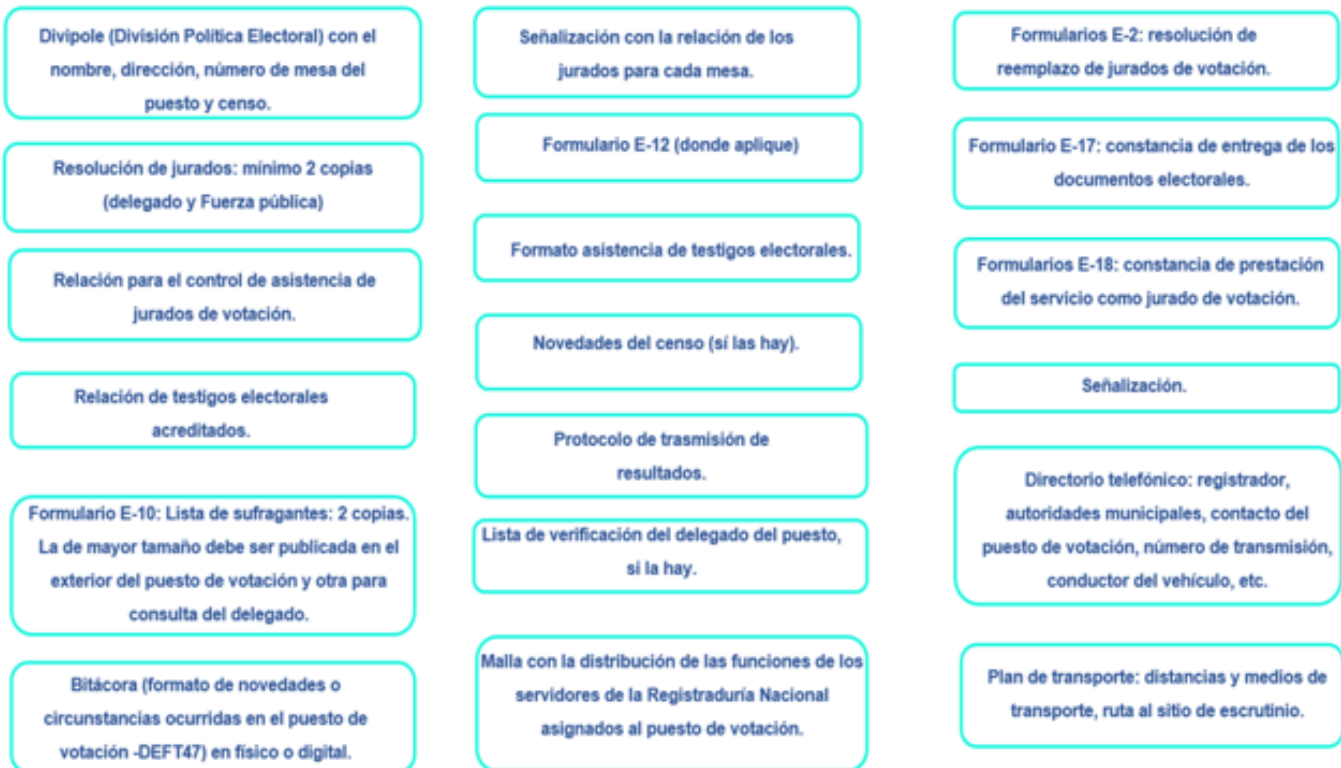 Divipole (División Política Electoral) con el
nombre, dirección, número de mesa del
puesto y censo.
Resolución de jurados: mínimo 2 copias
(delegado y Fuerza pública)
Relación para el control de asistencia de
jurados de votación.
Relación de testigos electorales
acreditados.
Formulario E-10: Lista de sufragantes: 2 copias.
La de mayor tamaño debe ser publicada en el
exterior del puesto de votación y otra para
consulta del delegado.
Bitácora (formato de novedades o
circunstancias ocurridas en el puesto de
votación -DEFT47) en físico o digital.
Señalización con la relación de los
jurados para cada mesa.
Formulario E-12 (donde aplique)
Formato asistencia de testigos electorales.
Novedades del censo (sí las hay).
Protocolo de trasmisión de
resultados.
Lista de verificación del delegado del puesto,
si la hay.
Malla con la distribución de las funciones de los
servidores de la Registraduría Nacional
asignados al puesto de votación.
Formularios E-2: resolución de
reemplazo de jurados de votación.
Formulario E-17: constancia de entrega de los
documentos electorales.
Formularios E-18: constancia de prestación
del servicio como jurado de votación.
Señalización.
Directorio telefónico: registrador,
autoridades municipales, contacto del
puesto de votación, número de transmisión,
conductor del vehículo, etc.
Plan de transporte: distancias y medios de
transporte, ruta al sitio de escrutinio.